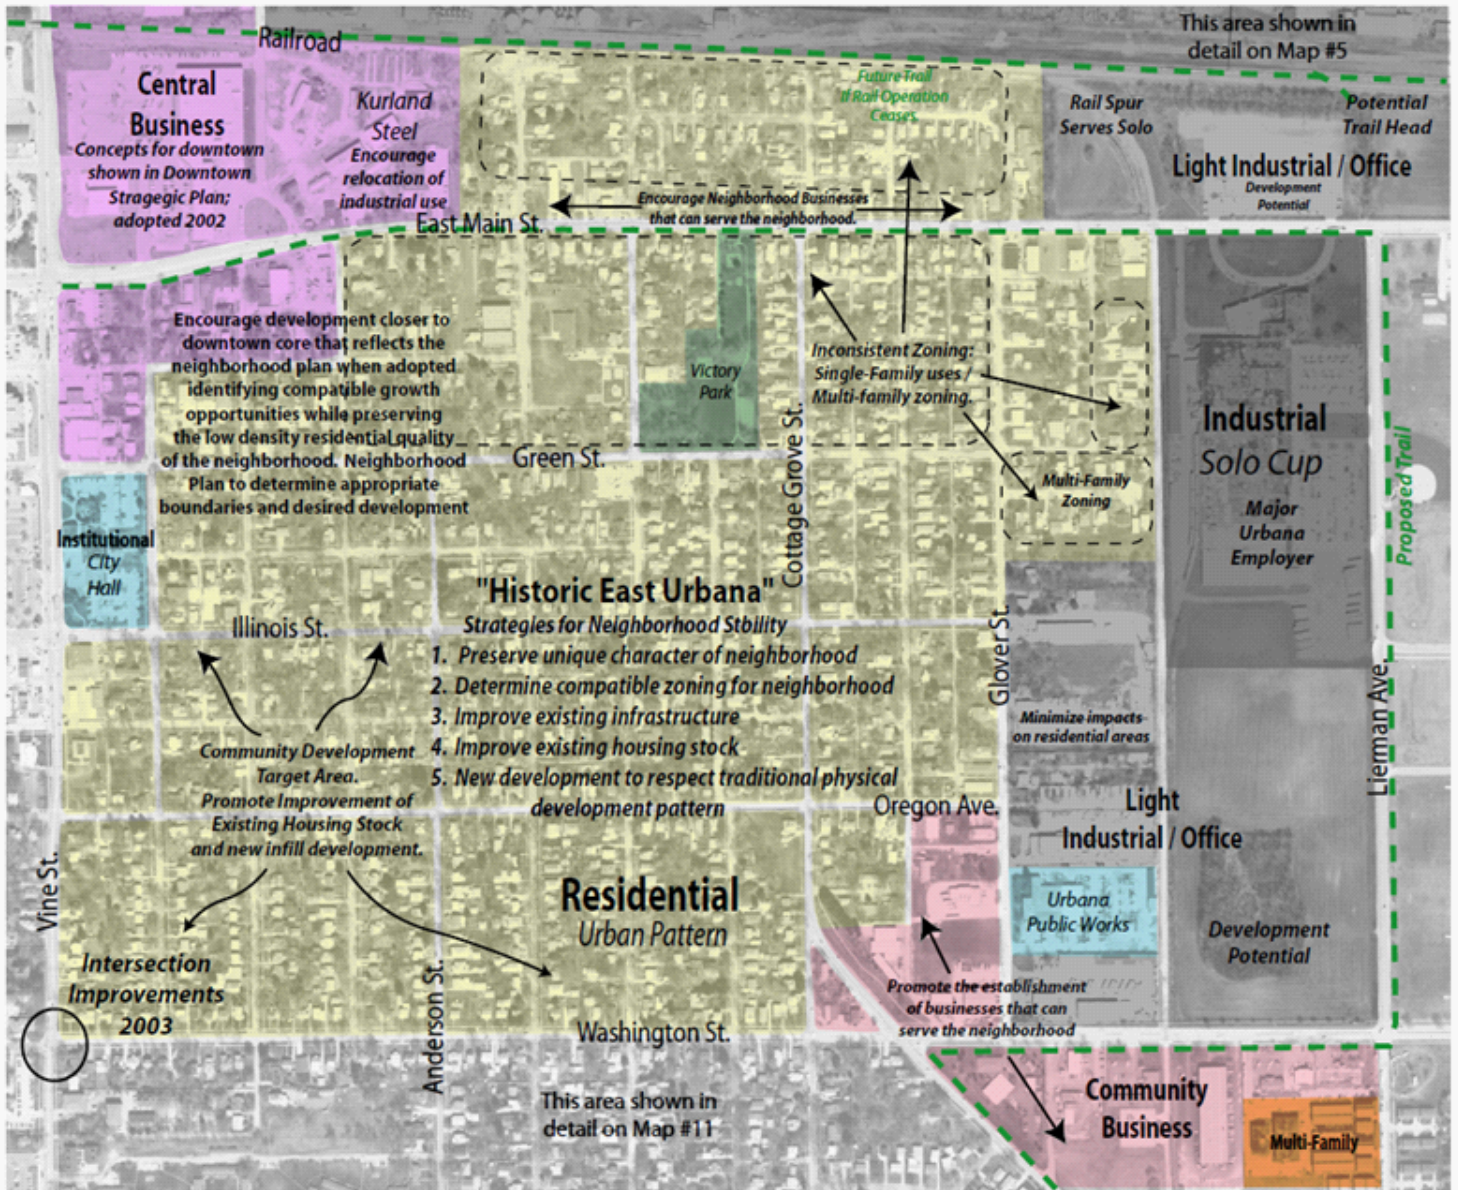 This area shown in
detail on Map #5
Railroad
Central
Business
Concepts for downtown
shown in Downtown
Stragegic Plan;
adopted 2002
Kurland
Steel
Encourage
relocation of
industrial use
Future Trail
If Rail Operation
Ceases.
Rail Spur
Serves Solo
Potential
Trail Head
Light Industrial / Office
Development
Potential
Encourage Neighborhood Businesses
that can serve the neighborhood.
East Main St.
Encourage development closer to
downtown core that reflects the
neighborhood plan when adopted
identifying compatible growth
opportunities while preserving
the low density residential quality
of the neighborhood. Neighborhood
Plan to determine appropriate
boundaries and desired development
Victory
Park
Inconsistent Zoning:
Single-Family uses /
Multi-family zoning.
Green St.
Cottage Grove St.
Multi-Family
Zoning
Industrial
Solo Cup
Major
Urbana
Employer
Proposed Trail
Institutional
City
Hall
Illinois St.
"Historic East Urbana"
Strategies for Neighborhood Stbility
1. Preserve unique character of neighborhood
2. Determine compatible zoning for neighborhood
3. Improve existing infrastructure
4. Improve existing housing stock
5. New development to respect traditional physical
development pattern
Glover St.
Minimize impacts
on residential areas
Lierman Ave.
Community Development
Target Area.
Promote Improvement of
Existing Housing Stock
and new infill development.
Oregon Ave.
Light
Industrial / Office
Vine St.
Residential
Urban Pattern
Urbana
Public Works
Development
Potential
Intersection
Improvements
2003
Anderson St.
Promote the establishment
of businesses that can
serve the neighborhood
Washington St.
This area shown in
detail on Map #11
Community
Business
Multi-Family